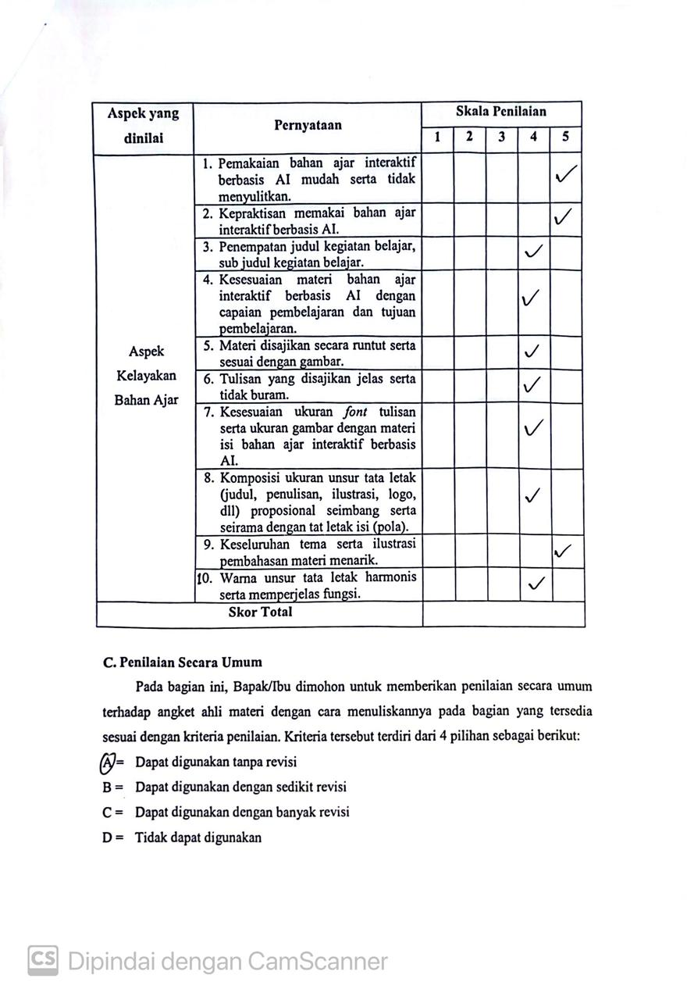 Aspek yang
dinilai
Pernyataan
Skala Penilaian
1 2 3 4 5
Aspek
Kelayakan
Bahan Ajar
1. Pemakaian bahan ajar interaktif
berbasis AI mudah serta tidak
menyulitkan.
✓
2. Kepraktisan memakai bahan ajar
interaktif berbasis AI.
✓
3. Penempatan judul kegiatan belajar,
sub judul kegiatan belajar.
✓
4. Kesesuaian materi bahan ajar
interaktif berbasis AI dengan
capaian pembelajaran dan tujuan
pembelajaran.
✓
5. Materi disajikan secara runtut serta
sesuai dengan gambar.
✓
6. Tulisan yang disajikan jelas serta
tidak buram.
✓
7. Kesesuaian ukuran font tulisan
serta ukuran gambar dengan materi
isi bahan ajar interaktif berbasis
AI.
✓
8. Komposisi ukuran unsur tata letak
(judul, penulisan, ilustrasi, logo,
dll) proposional seimbang serta
seirama dengan tat letak isi (pola).
✓
9. Keseluruhan tema serta ilustrasi
pembahasan materi menarik.
✓
10. Warna unsur tata letak harmonis
serta memperjelas fungsi.
✓
Skor Total
C. Penilaian Secara Umum
Pada bagian ini, Bapak/Ibu dimohon untuk memberikan penilaian secara umum
terhadap angket ahli materi dengan cara menuliskannya pada bagian yang tersedia
sesuai dengan kriteria penilaian. Kriteria tersebut terdiri dari 4 pilihan sebagai berikut:
A = Dapat digunakan tanpa revisi
B = Dapat digunakan dengan sedikit revisi
C = Dapat digunakan dengan banyak revisi
D = Tidak dapat digunakan
CS Dipindai dengan CamScanner